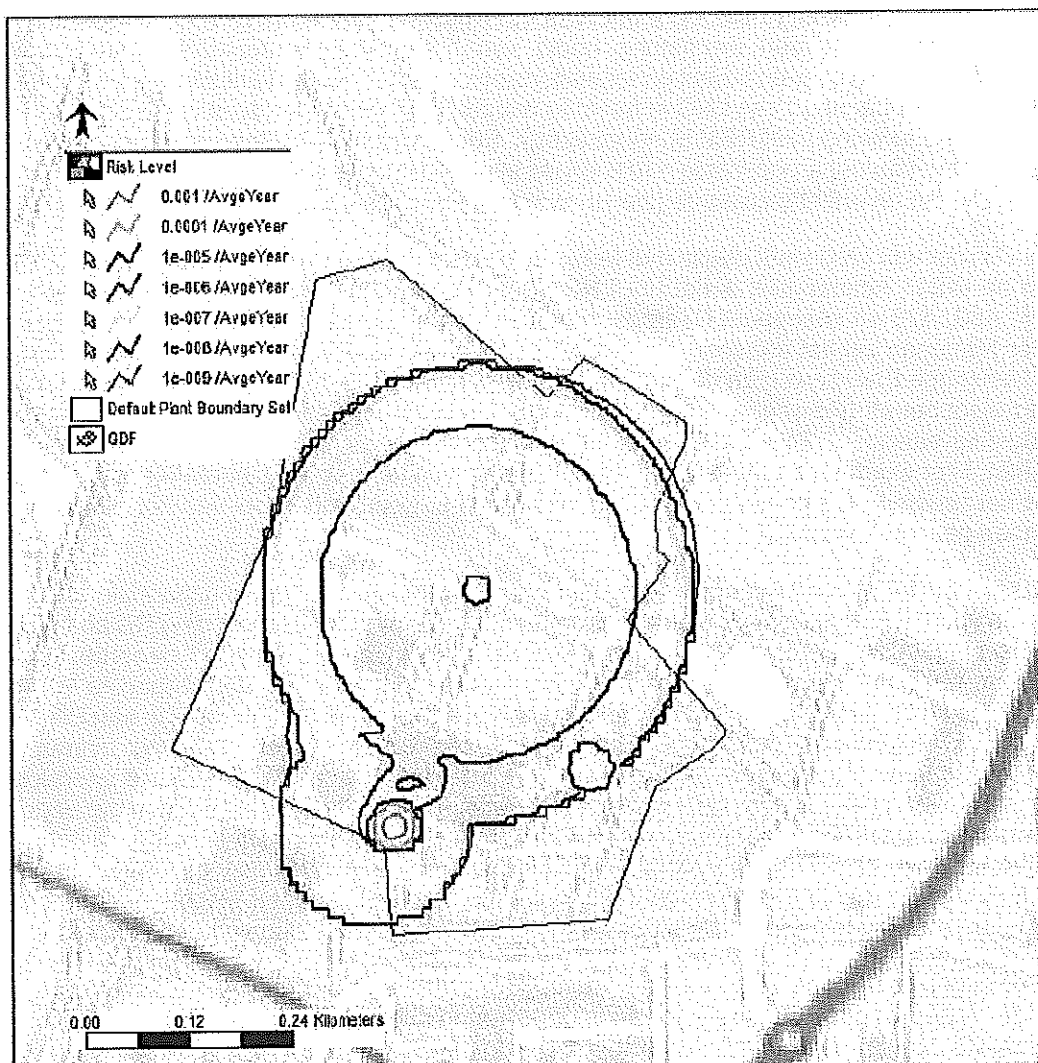 Risk Level
0.001 /AvgeYear
0.0001 /AvgeYear
1e-005 /AvgeYear
1e-006 /AvgeYear
1e-007 /AvgeYear
1e-008 /AvgeYear
1e-009 /AvgeYear
Default Plant Boundary Set
GDF
0.00 0.12 0.24 Kilometers